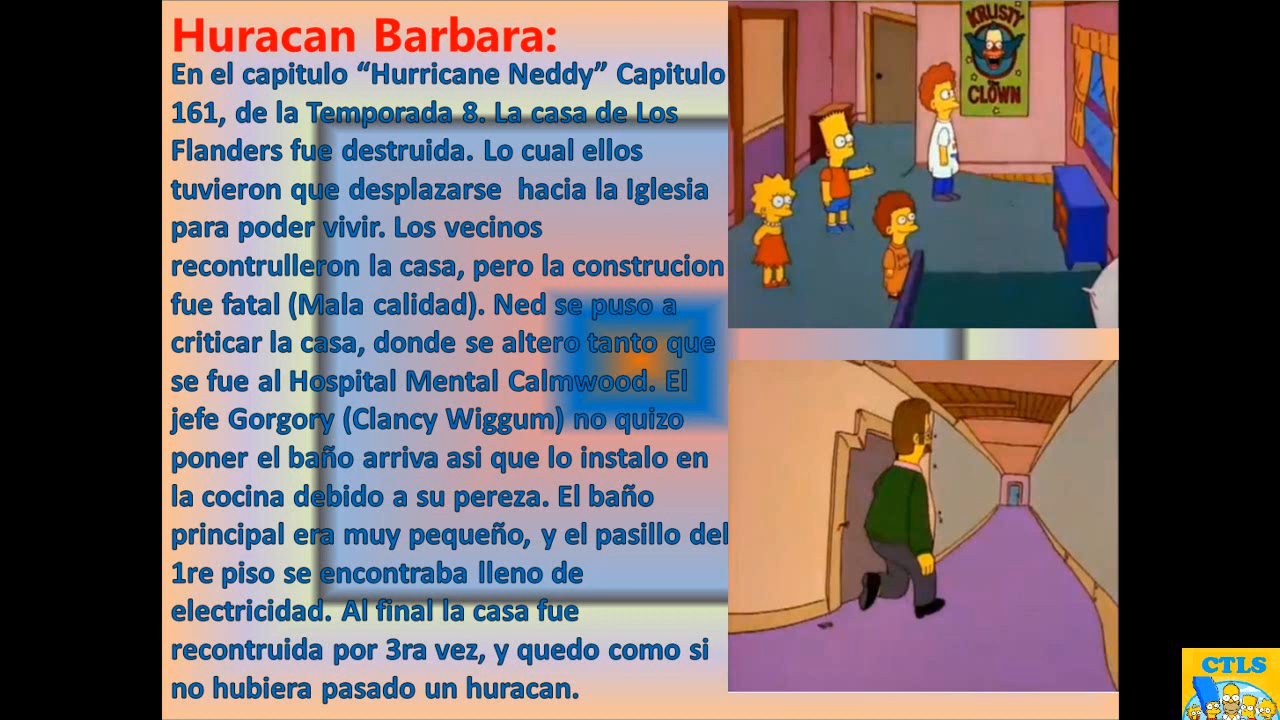 Huracan Barbara:
En el capitulo “Hurricane Neddy” Capitulo
161, de la Temporada 8. La casa de Los
Flanders fue destruida. Lo cual ellos
tuvieron que desplazarse  hacia la Iglesia
para poder vivir. Los vecinos
recontrulleron la casa, pero la construcion
fue fatal (Mala calidad). Ned se puso a
criticar la casa, donde se altero tanto que
se fue al Hospital Mental Calmwood. El
jefe Gorgory (Clancy Wiggum) no quizo
poner el baño arriva asi que lo instalo en
la cocina debido a su pereza. El baño
principal era muy pequeño, y el pasillo del
1re piso se encontraba lleno de
electricidad. Al final la casa fue
recontruida por 3ra vez, y quedo como si
no hubiera pasado un huracan.
KRUSTY
THE
CLOWN
CTLS